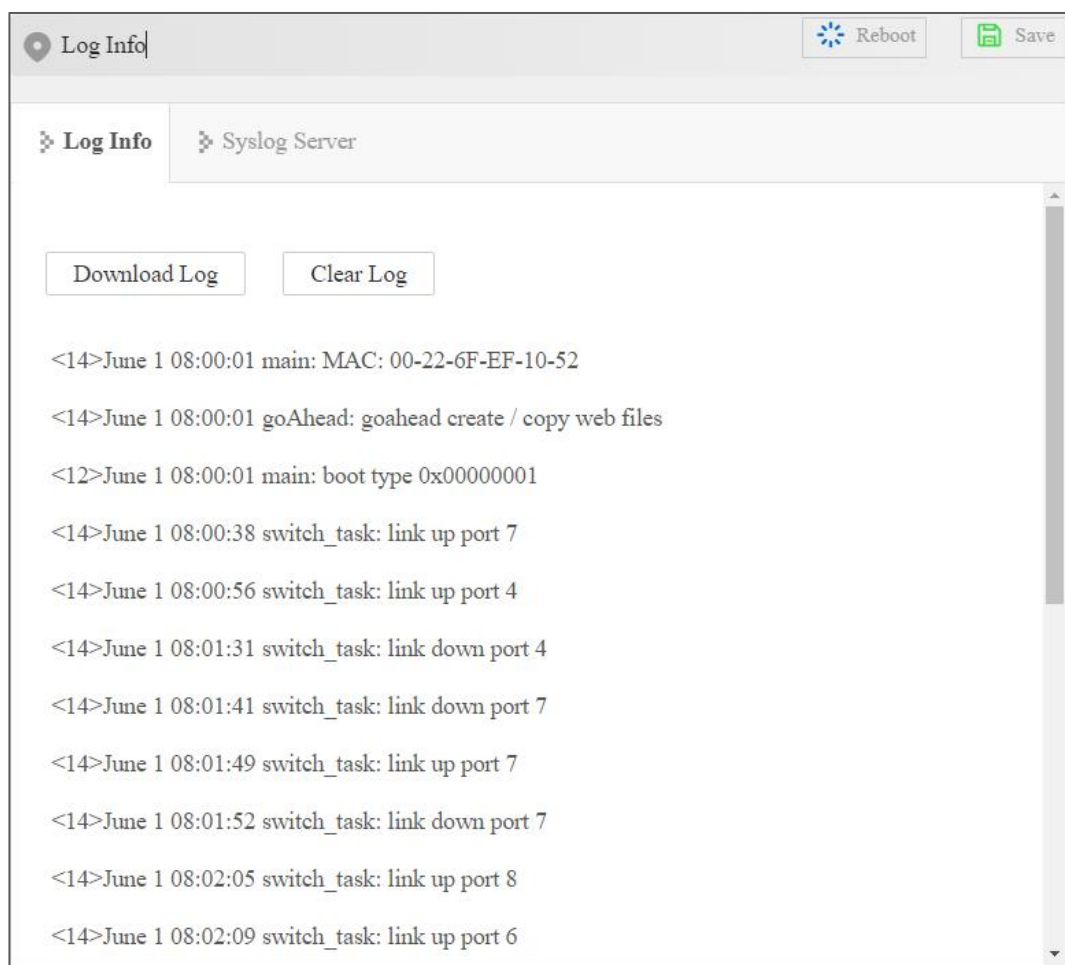 Log Info
Reboot
Save
Log Info
Syslog Server
Download Log
Clear Log
<14>June 1 08:00:01 main: MAC: 00-22-6F-EF-10-52
<14>June 1 08:00:01 goAhead: goahead create / copy web files
<12>June 1 08:00:01 main: boot type 0x00000001
<14>June 1 08:00:38 switch_task: link up port 7
<14>June 1 08:00:56 switch_task: link up port 4
<14>June 1 08:01:31 switch_task: link down port 4
<14>June 1 08:01:41 switch_task: link down port 7
<14>June 1 08:01:49 switch_task: link up port 7
<14>June 1 08:01:52 switch_task: link down port 7
<14>June 1 08:02:05 switch_task: link up port 8
<14>June 1 08:02:09 switch_task: link up port 6